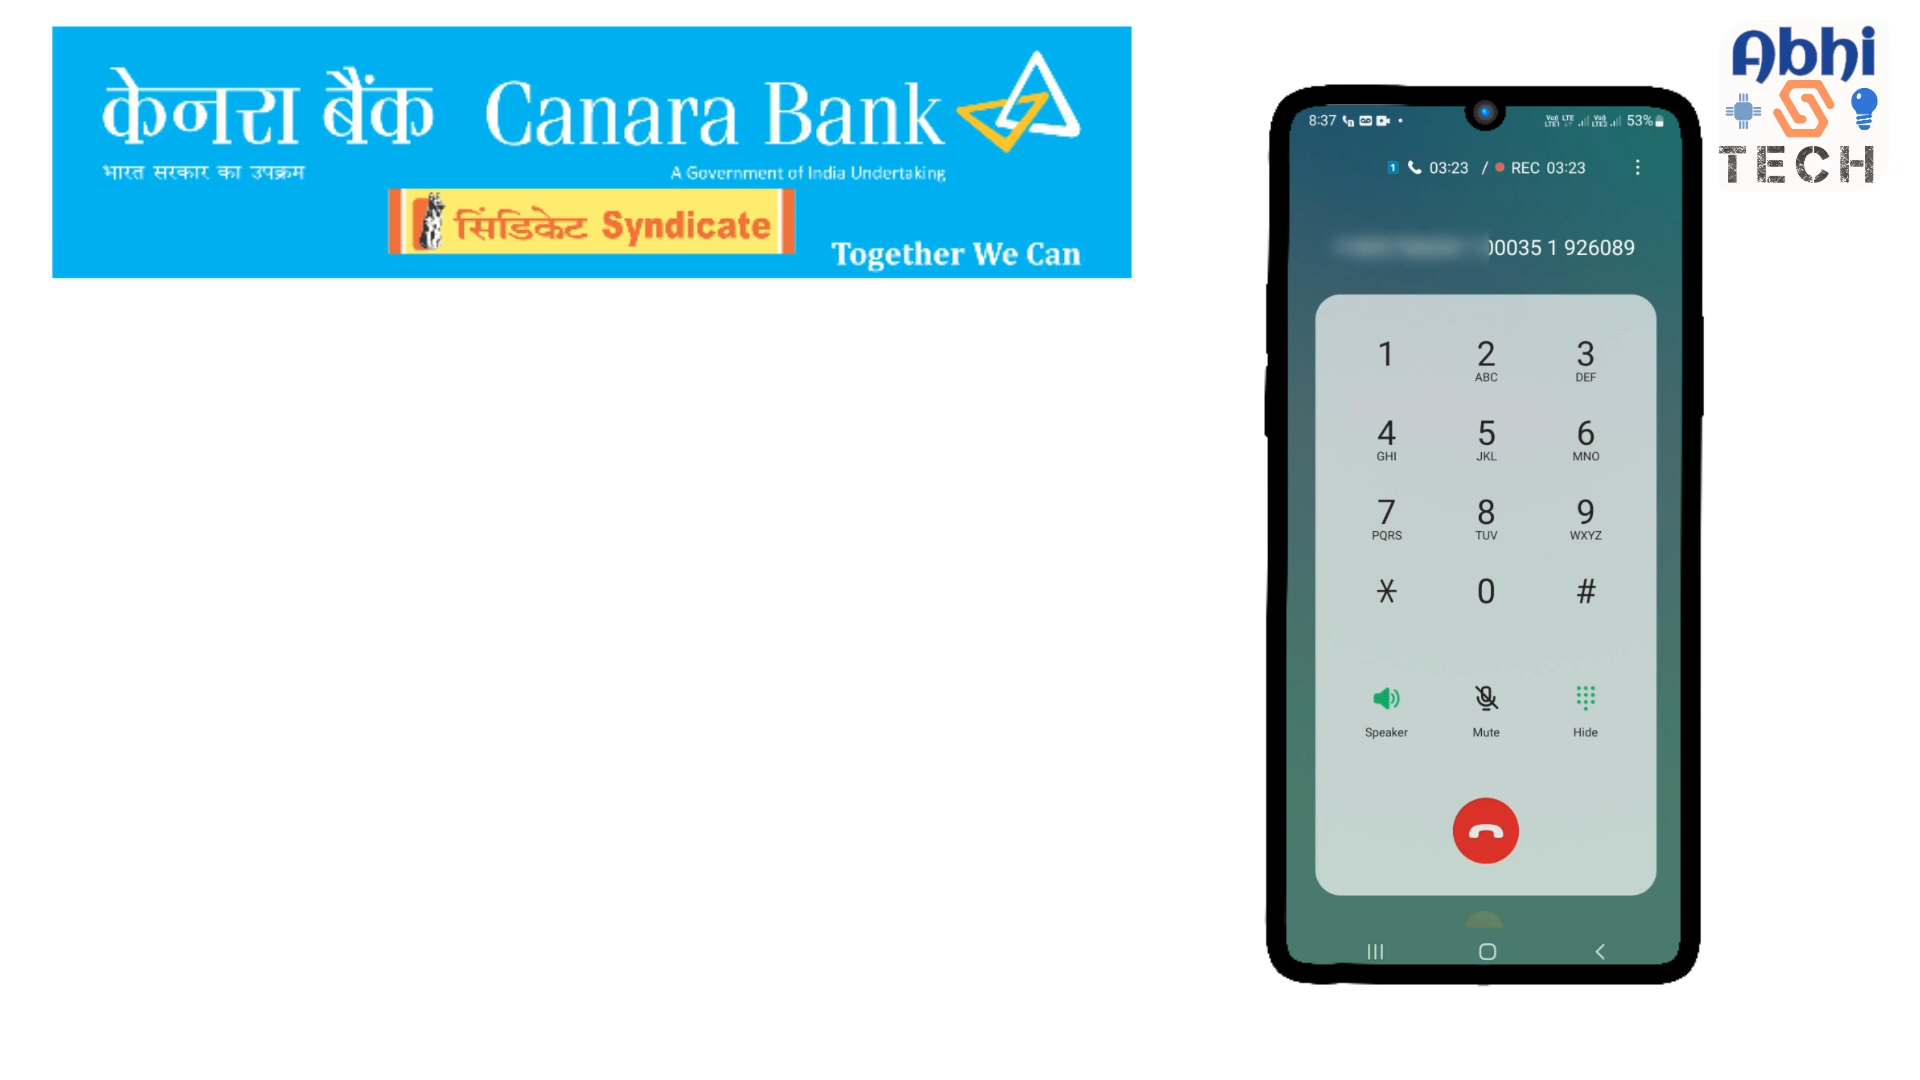 केनरा बैंक Canara Bank
भारत सरकार का उपक्रम
A Government of India Undertaking
सिंडिकेट Syndicate
Together We Can
Abhi
TECH
8:37
53%
1 03:23 / REC 03:23
00035 1 926089
1 2 3
ABC DEF
4 5 6
GHI JKL MNO
7 8 9
PQRS TUV WXYZ
* 0 #
Speaker Mute Hide